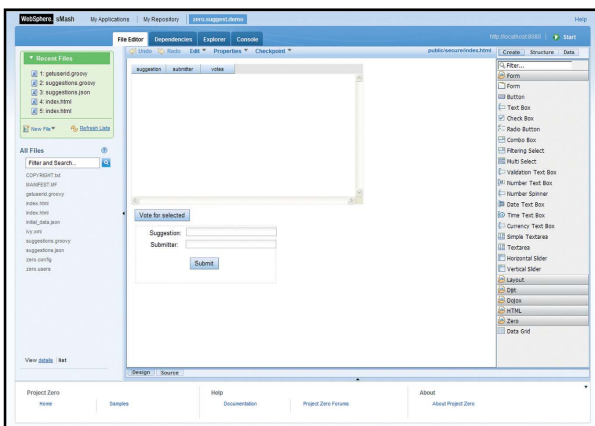 WebSphere. sMash
My Applications
My Repository
zero.suggest.demo
Help
File Editor
Dependencies
Explorer
Console
http://localhost:8080
Start
Recent Files
1: getuserid.groovy
2: suggestions.groovy
3: suggestions.json
4: index.html
5: index.html
New File
Refresh Lists
All Files
Filter and Search...
COPYRIGHT.txt
MANIFEST.MF
getuserid.groovy
index.html
index.html
initial_data.json
ivy.xml
suggestions.groovy
suggestions.json
zero.config
zero.users
View details list
Undo Redo Edit Properties Checkpoint
public/secure/index.html
suggestion submitter votes
Vote for selected
Suggestion:
Submitter:
Submit
Design Source
Create Structure Data
Filter...
Form
Form
Button
Text Box
Check Box
Radio Button
Combo Box
Filtering Select
Multi Select
Validation Text Box
Number Text Box
Number Spinner
Date Text Box
Time Text Box
Currency Text Box
Simple Textarea
Textarea
Horizontal Slider
Vertical Slider
Layout
Dijit
Dojox
HTML
Zero
Data Grid
Project Zero
Home
Samples
Help
Documentation
Project Zero Forums
About
About Project Zero